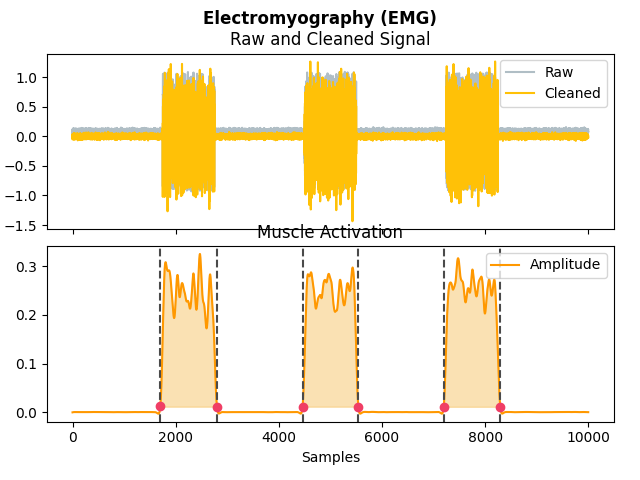 Electromyography (EMG)
Raw and Cleaned Signal
1.0
0.5
0.0
−0.5
−1.0
−1.5
Raw
Cleaned
Muscle Activation
0.3
0.2
0.1
0.0
Amplitude
0 2000 4000 6000 8000 10000
Samples